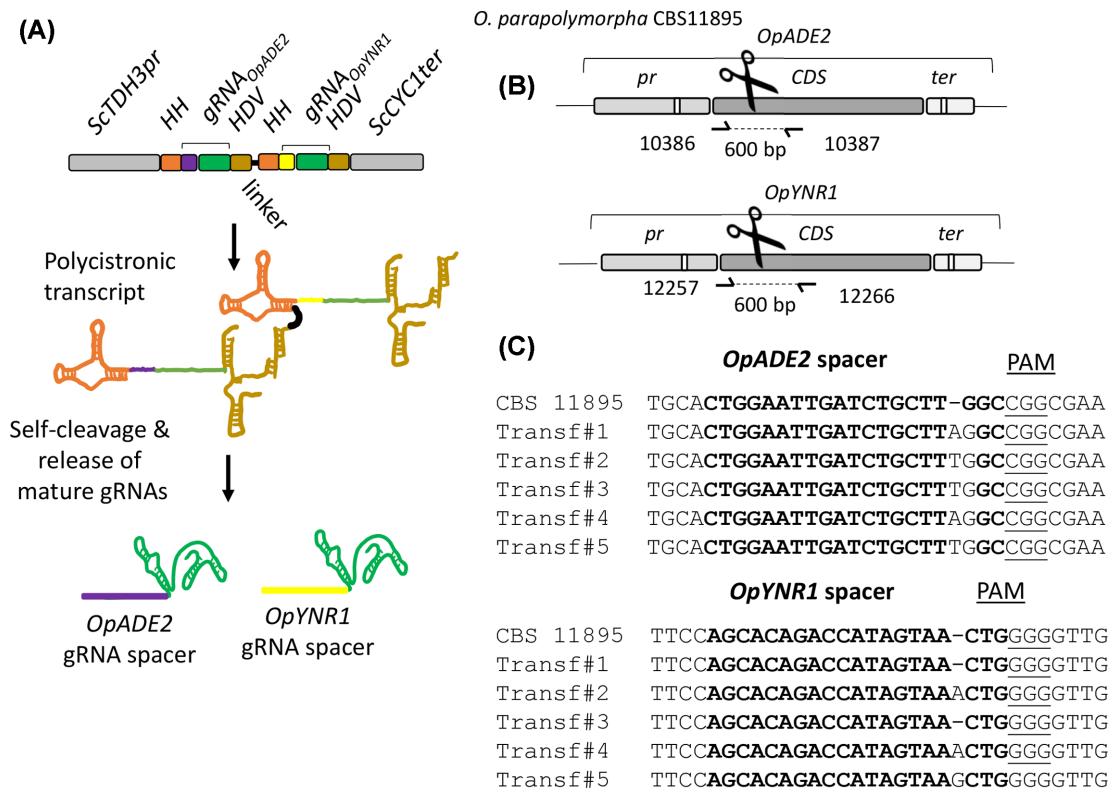 (A)
ScTDH3pr
HH
gRNAOpADE2
HDV
HH
gRNAOpYNR1
HDV
ScCYC1ter
linker
Polycistronic
transcript
Self-cleavage &
release of
mature gRNAs
OpADE2
gRNA spacer
OpYNR1
gRNA spacer
O. parapolymorpha CBS11895
(B)
OpADE2
pr
CDS
ter
10386
600 bp
10387
OpYNR1
pr
CDS
ter
12257
600 bp
12266
(C)
OpADE2 spacer PAM
CBS 11895 TGCACTGGAATTGATCTGCTT-GGCCGGCGAA
Transf#1 TGCACTGGAATTGATCTGCTTAGGCCGGCGAA
Transf#2 TGCACTGGAATTGATCTGCTTTGGCCGGCGAA
Transf#3 TGCACTGGAATTGATCTGCTTTGGCCGGCGAA
Transf#4 TGCACTGGAATTGATCTGCTTAGGCCGGCGAA
Transf#5 TGCACTGGAATTGATCTGCTTTGGCCGGCGAA
OpYNR1 spacer PAM
CBS 11895 TTCCAGCACAGACCATAGTAA-CTGGGGGTTG
Transf#1 TTCCAGCACAGACCATAGTAA-CTGGGGGTTG
Transf#2 TTCCAGCACAGACCATAGTAAACTGGGGGTTG
Transf#3 TTCCAGCACAGACCATAGTAA-CTGGGGGTTG
Transf#4 TTCCAGCACAGACCATAGTAAACTGGGGGTTG
Transf#5 TTCCAGCACAGACCATAGTAAGCTGGGGGTTG